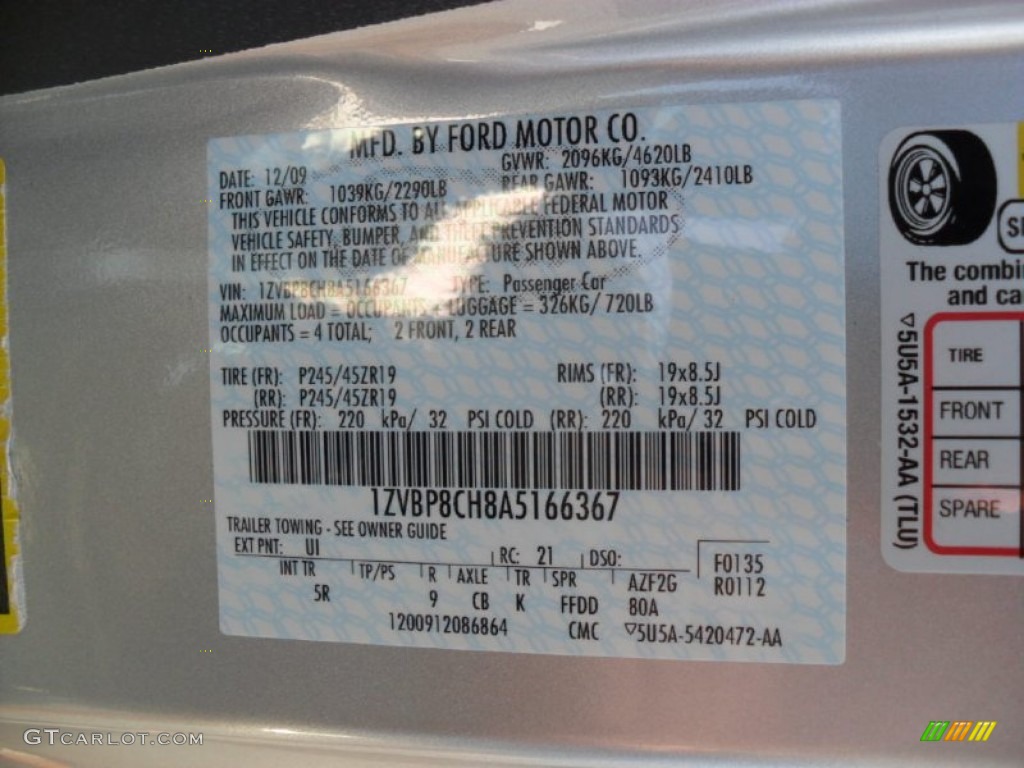 MFD. BY FORD MOTOR CO.
DATE: 12/09 GVWR: 2096KG/4620LB
FRONT GAWR: 1039KG/2290LB REAR GAWR: 1093KG/2410LB
THIS VEHICLE CONFORMS TO ALL APPLICABLE FEDERAL MOTOR
VEHICLE SAFETY, BUMPER, AND THEFT PREVENTION STANDARDS
IN EFFECT ON THE DATE OF MANUFACTURE SHOWN ABOVE.
VIN: 1ZVBP8CH8A5166367 TYPE: Passenger Car
MAXIMUM LOAD = OCCUPANTS + LUGGAGE = 326KG/ 720LB
OCCUPANTS = 4 TOTAL; 2 FRONT, 2 REAR
TIRE (FR): P245/45ZR19 RIMS (FR): 19x8.5J
(RR): P245/45ZR19 (RR): 19x8.5J
PRESSURE (FR): 220 kPa/ 32 PSI COLD (RR): 220 kPa/ 32 PSI COLD
1ZVBP8CH8A5166367
TRAILER TOWING - SEE OWNER GUIDE
EXT PNT: UI RC: 21 DSO: F0135
INT TR TP/PS R AXLE TR SPR AZF2G R0112
5R 9 CB K FFDD 80A
1200912086864 CMC ▽5U5A-5420472-AA
The combin
and ca
TIRE
FRONT
REAR
SPARE
▽5U5A-1532-AA (TLU)
GTCARLOT.COM